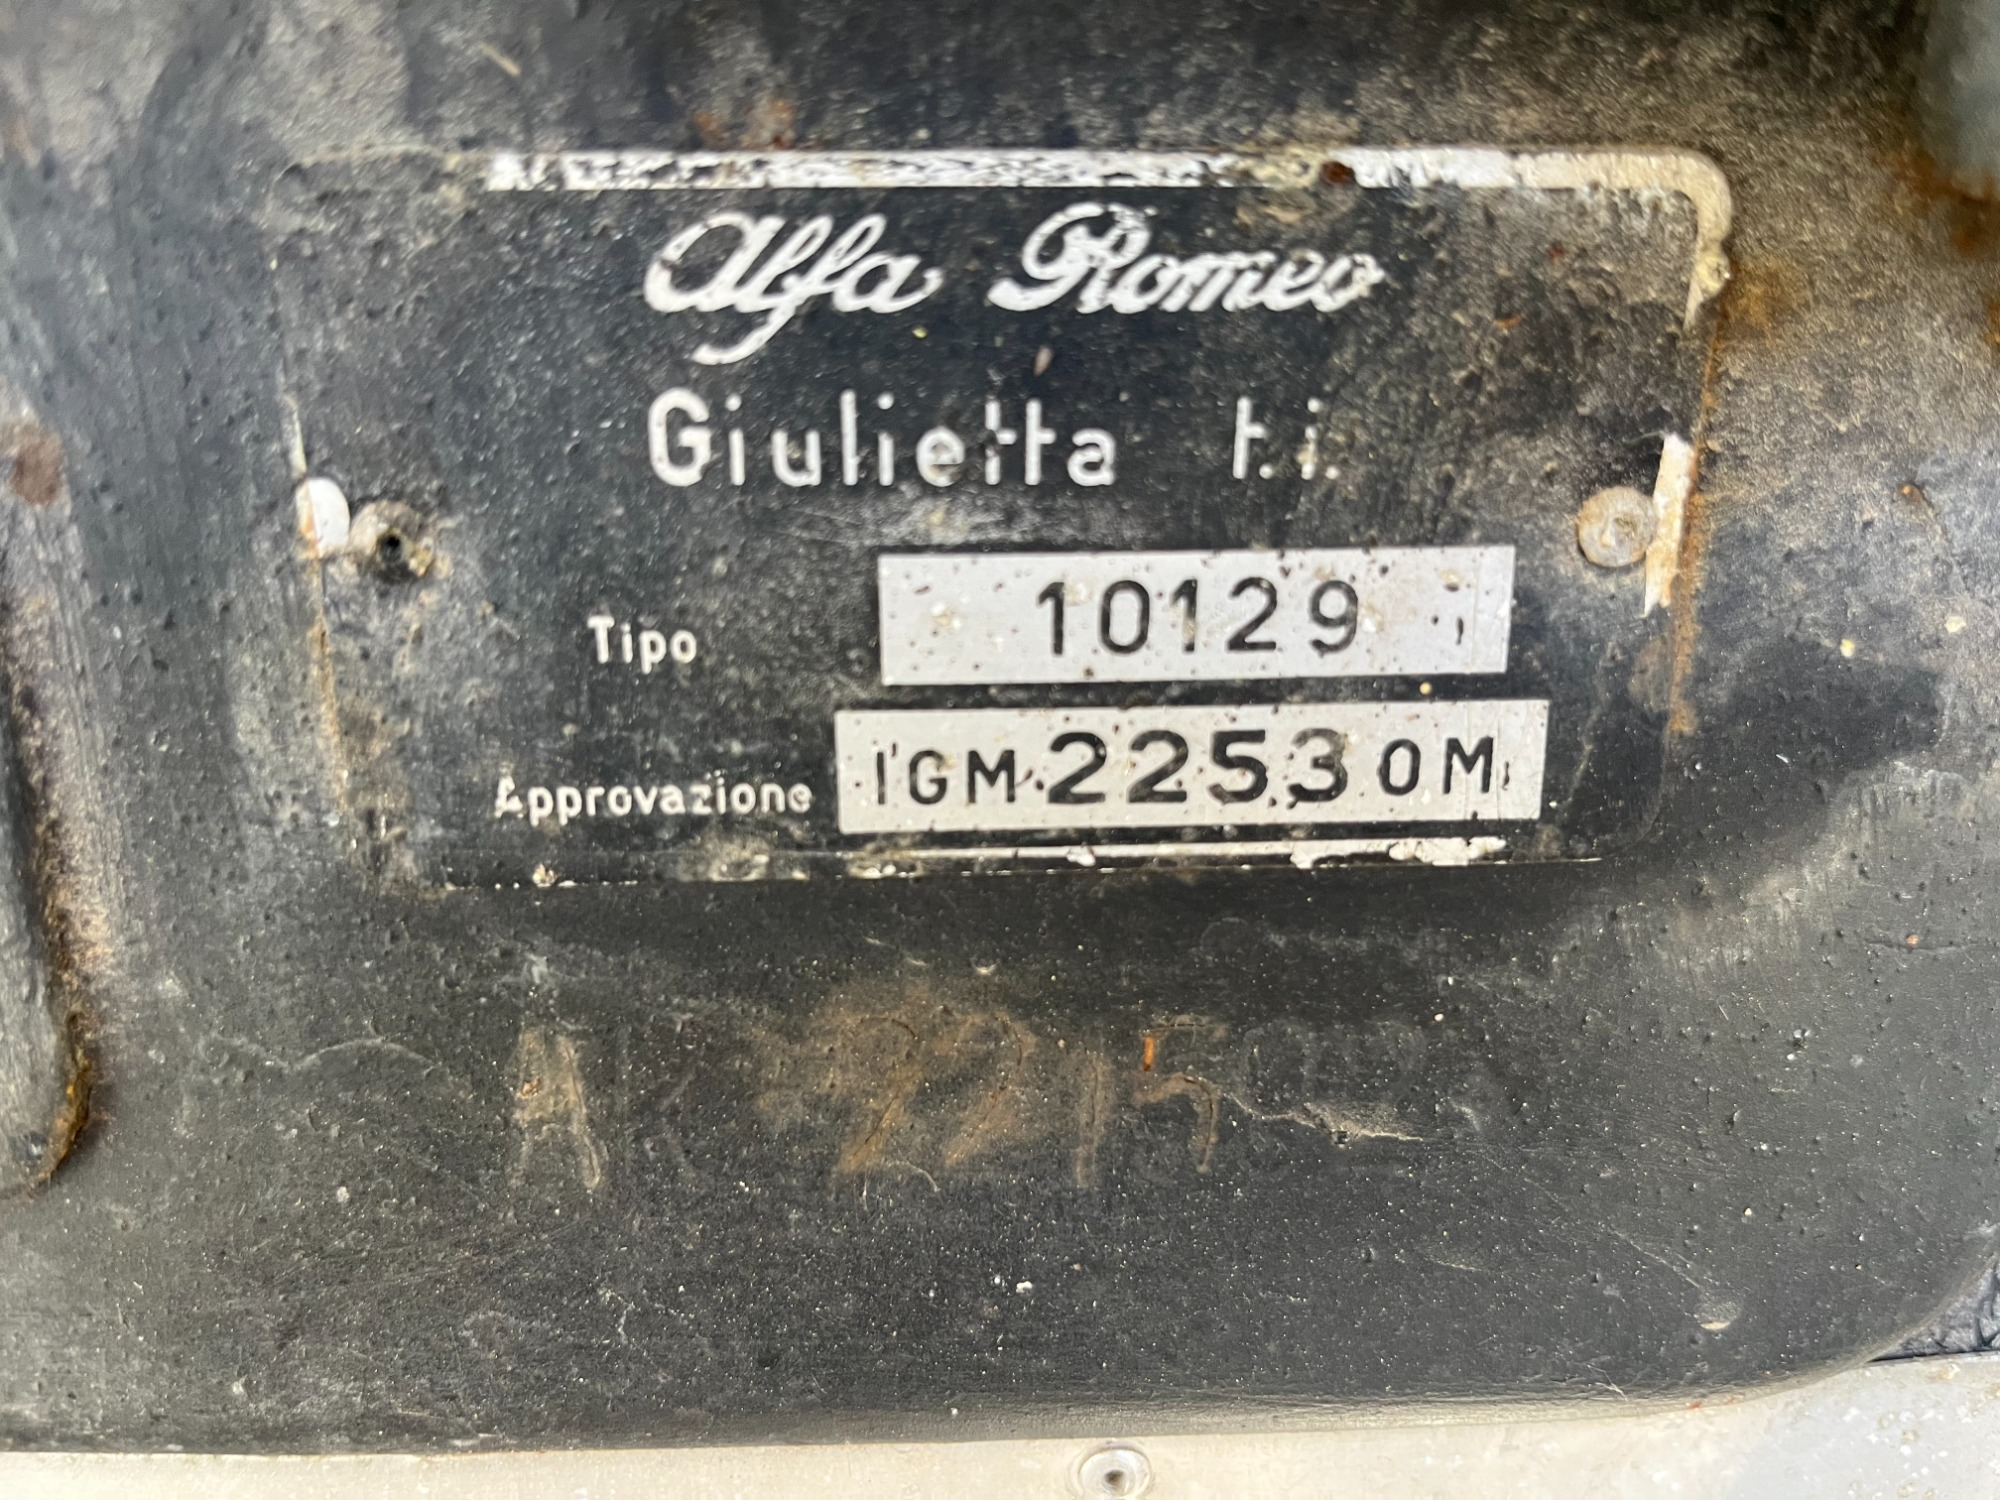 Alfa Romeo
Giulietta t.i.
Tipo 10129
Approvazione IGM 22530M